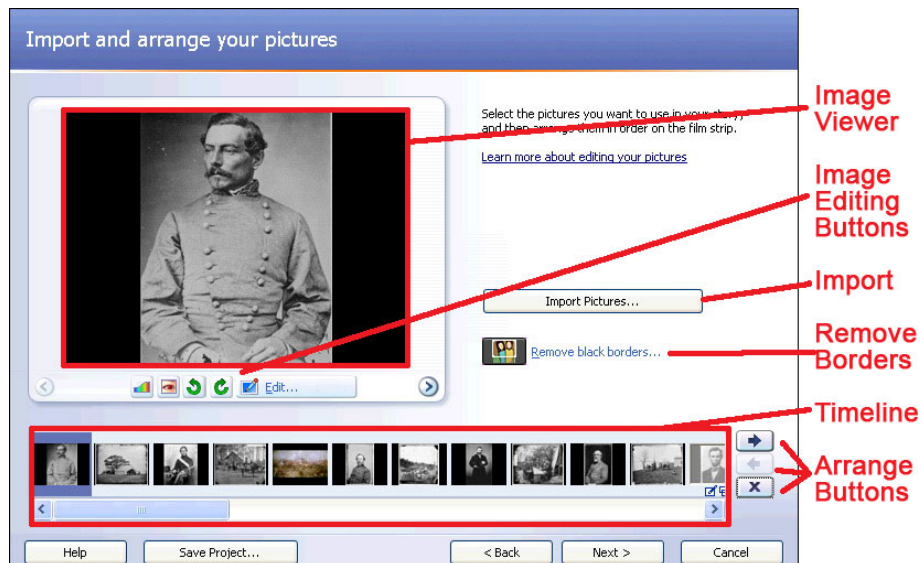 Import and arrange your pictures
Select the pictures you want to use in your story,
and then arrange them in order on the film strip.
Learn more about editing your pictures
Import Pictures...
Remove black borders...
Edit...
Image
Viewer
Image
Editing
Buttons
Import
Remove
Borders
Timeline
Arrange
Buttons
X
Help
Save Project...
< Back
Next >
Cancel